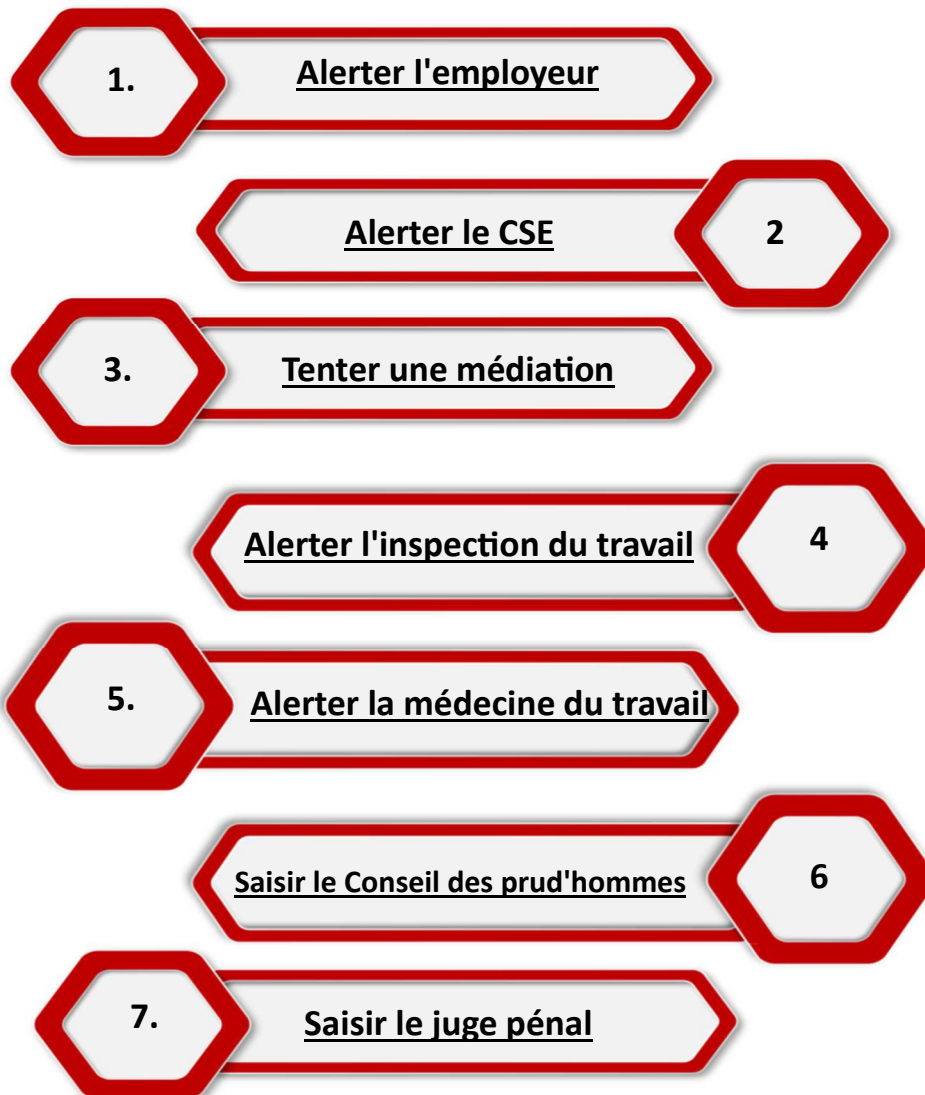 1.
Alerter l'employeur
Alerter le CSE
2
3.
Tenter une médiation
Alerter l'inspection du travail
4
5.
Alerter la médecine du travail
Saisir le Conseil des prud'hommes
6
7.
Saisir le juge pénal